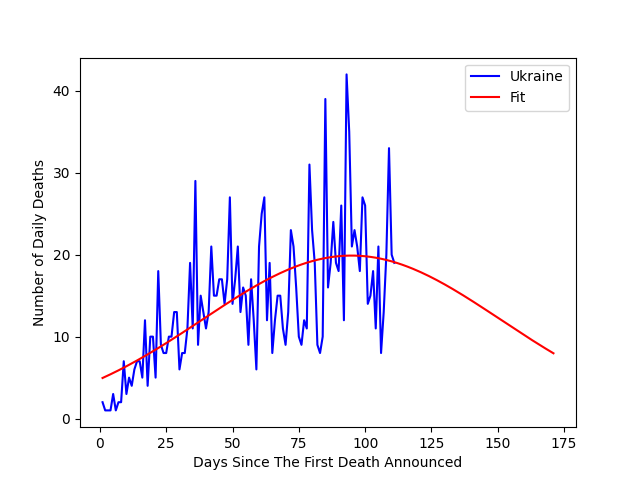 Ukraine
Fit
40
30
20
10
0
Number of Daily Deaths
0 25 50 75 100 125 150 175
Days Since The First Death Announced